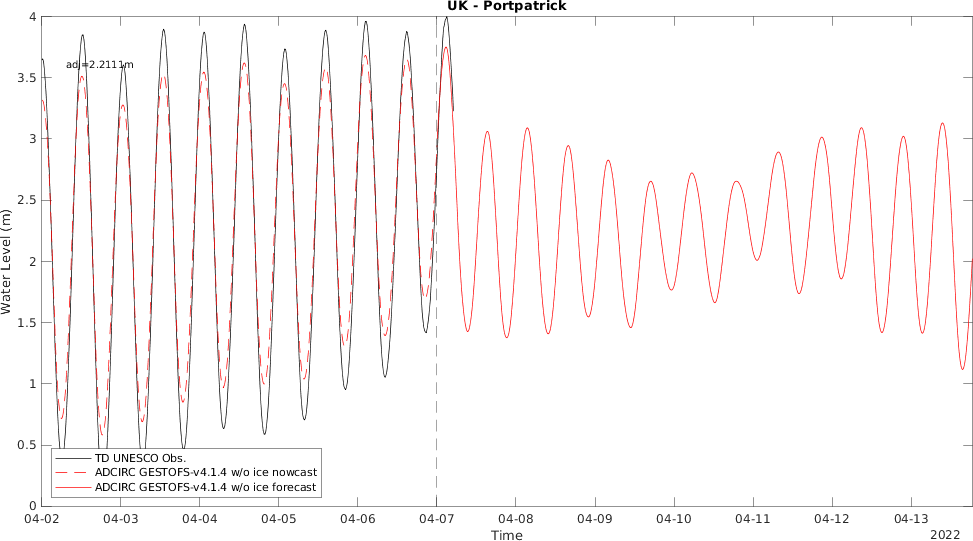 UK - Portpatrick
4
3.5
3
2.5
2
1.5
1
0.5
0
Water Level (m)
adj=2.2111m
TD UNESCO Obs.
ADCIRC GESTOFS-v4.1.4 w/o ice nowcast
ADCIRC GESTOFS-v4.1.4 w/o ice forecast
04-02 04-03 04-04 04-05 04-06 04-07 04-08 04-09 04-10 04-11 04-12 04-13
Time
2022